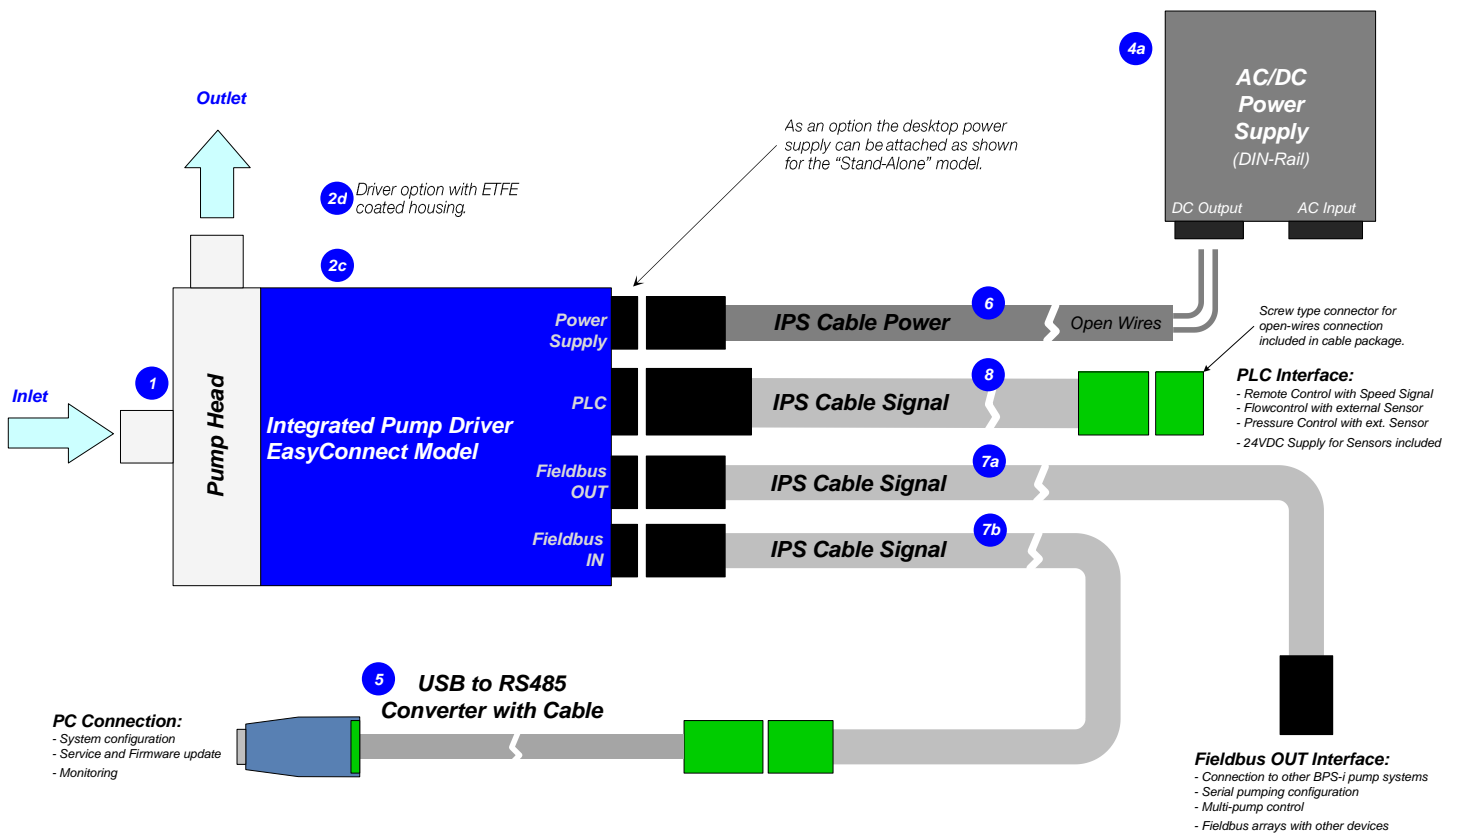 4a
AC/DC
Power
Supply
(DIN-Rail)
DC Output
AC Input
Outlet
As an option the desktop power
supply can be attached as shown
for the “Stand-Alone” model.
2d
Driver option with ETFE
coated housing.
2c
Power
Supply
IPS Cable Power
6
Open Wires
Screw type connector for
open-wires connection
included in cable package.
Inlet
1
Pump Head
Integrated Pump Driver
EasyConnect Model
PLC
IPS Cable Signal
8
PLC Interface:
- Remote Control with Speed Signal
- Flowcontrol with external Sensor
- Pressure Control with ext. Sensor
- 24VDC Supply for Sensors included
Fieldbus
OUT
IPS Cable Signal
7a
Fieldbus
IN
IPS Cable Signal
7b
5
USB to RS485
Converter with Cable
PC Connection:
- System configuration
- Service and Firmware update
- Monitoring
Fieldbus OUT Interface:
- Connection to other BPS-i pump systems
- Serial pumping configuration
- Multi-pump control
- Fieldbus arrays with other devices